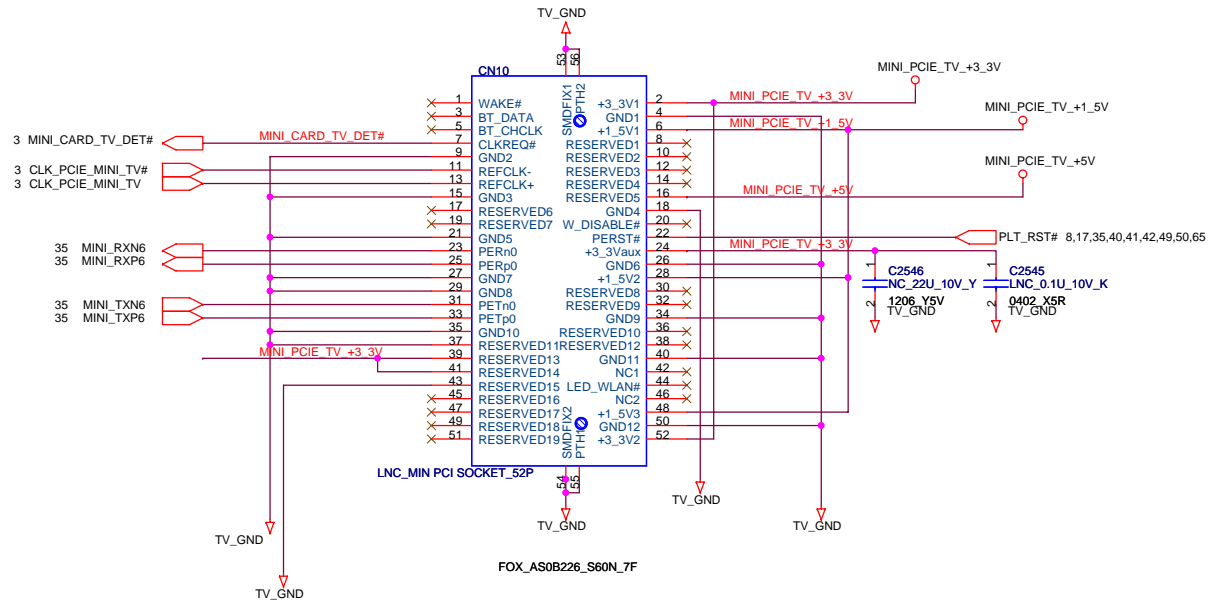 TV_GND
53
56
CN10
MINI_PCIE_TV_+3_3V
MINI_PCIE_TV_+3_3V
MINI_PCIE_TV_+1_5V
MINI_PCIE_TV_+1_5V
SMDFIX1
PTH2
1 WAKE# +3_3V1 2
3 BT_DATA GND1 4
5 BT_CHCLK +1_5V1 6
3 MINI_CARD_TV_DET# MINI_CARD_TV_DET# 7 CLKREQ# RESERVED1 8
9 GND2 RESERVED2 10
3 CLK_PCIE_MINI_TV# 11 REFCLK- RESERVED3 12
MINI_PCIE_TV_+5V
3 CLK_PCIE_MINI_TV 13 REFCLK+ RESERVED4 14
15 GND3 RESERVED5 16 MINI_PCIE_TV_+5V
17 RESERVED6 GND4 18
19 RESERVED7 W_DISABLE# 20
21 GND5 PERST# 22 PLT_RST# 8,17,35,40,41,42,49,50,65
35 MINI_RXN6 23 PERn0 +3_3Vaux 24 MINI_PCIE_TV_+3_3V
35 MINI_RXP6 25 PERp0 GND6 26
27 GND7 +1_5V2 28
29 GND8 RESERVED8 30
35 MINI_TXN6 31 PETn0 RESERVED9 32
35 MINI_TXP6 33 PETp0 GND9 34
35 GND10 RESERVED10 36
37 RESERVED11 RESERVED12 38
MINI_PCIE_TV_+3_3V 39 RESERVED13 GND11 40
41 RESERVED14 NC1 42
43 RESERVED15 LED_WLAN# 44
45 RESERVED16 NC2 46
47 RESERVED17 +1_5V3 48
49 RESERVED18 GND12 50
51 RESERVED19 +3_3V2 52
SMDFIX2
PTH1
1
C2546
NC_22U_10V_Y
2
1206_Y5V
TV_GND
1
C2545
LNC_0.1U_10V_K
2
0402_X5R
TV_GND
LNC_MIN PCI SOCKET_52P
54
55
TV_GND
TV_GND
TV_GND
TV_GND
FOX_AS0B226_S60N_7F
TV_GND